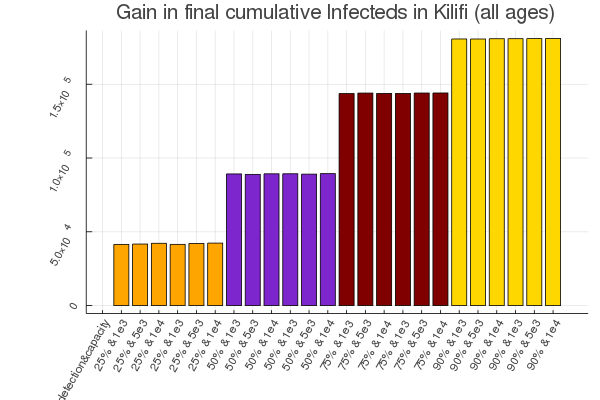 Gain in final cumulative Infecteds in Kilifi (all ages)
1.5×10 5
1.0×10 5
5.0×10 4
0
detection&capacity
25% &1e3
25% &5e3
25% &1e4
25% &1e3
25% &5e3
25% &1e4
50% &1e3
50% &5e3
50% &1e4
50% &1e3
50% &5e3
50% &1e4
75% &1e3
75% &5e3
75% &1e4
75% &1e3
75% &5e3
75% &1e4
90% &1e3
90% &5e3
90% &1e4
90% &1e3
90% &5e3
90% &1e4